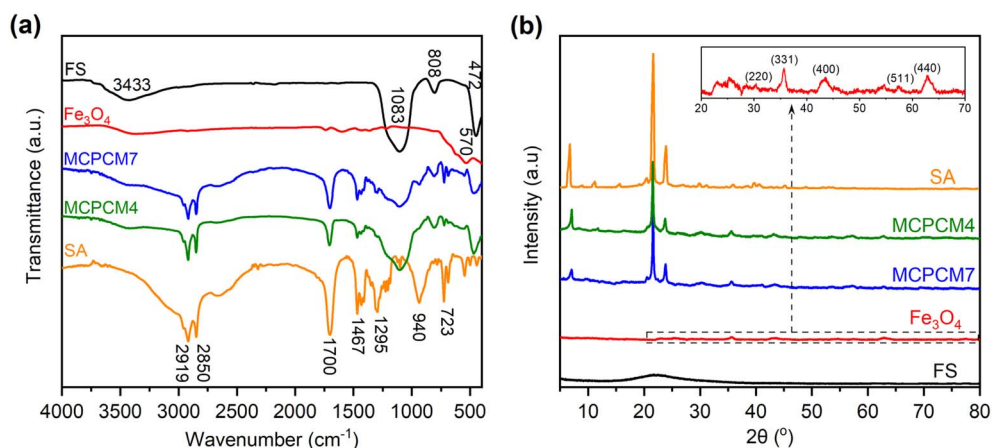 (a)
FS
3433
1083
808
472
Fe₃O₄
570
MCPCM7
MCPCM4
SA
2919
2850
1700
1467
1295
940
723
Transmittance (a.u.)
4000 3500 3000 2500 2000 1500 1000 500
Wavenumber (cm⁻¹)
(b)
(220)
(331)
(400)
(511)
(440)
20 30 40 50 60 70
SA
MCPCM4
MCPCM7
Fe₃O₄
FS
Intensity (a.u)
10 20 30 40 50 60 70 80
2θ (°)